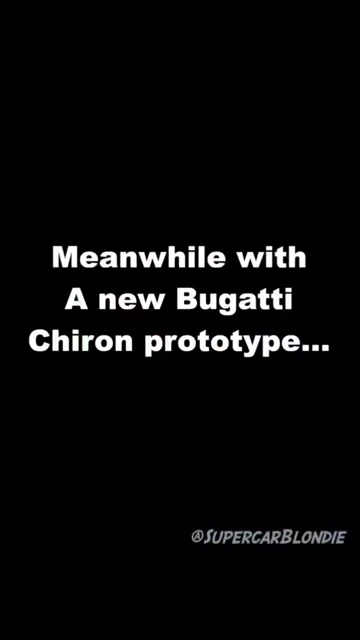 Meanwhile with
A new Bugatti
Chiron prototype...
@SupercarBlondie